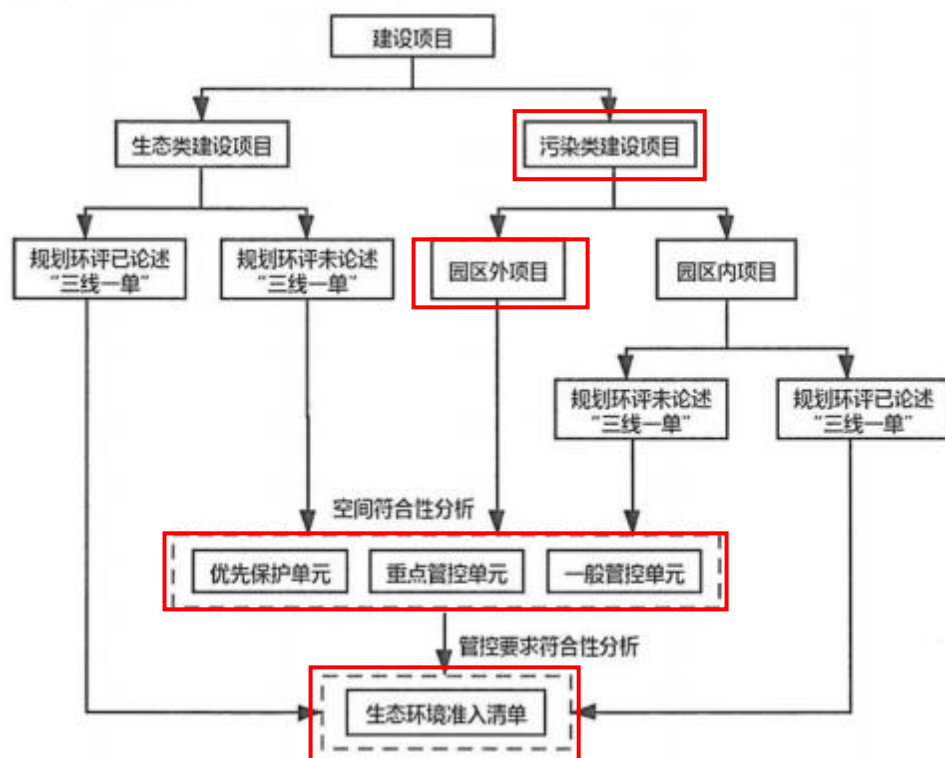 建设项目
生态类建设项目
污染类建设项目
规划环评已论述
“三线一单”
规划环评未论述
“三线一单”
园区外项目
园区内项目
规划环评未论述
“三线一单”
规划环评已论述
“三线一单”
空间符合性分析
优先保护单元
重点管控单元
一般管控单元
管控要求符合性分析
生态环境准入清单